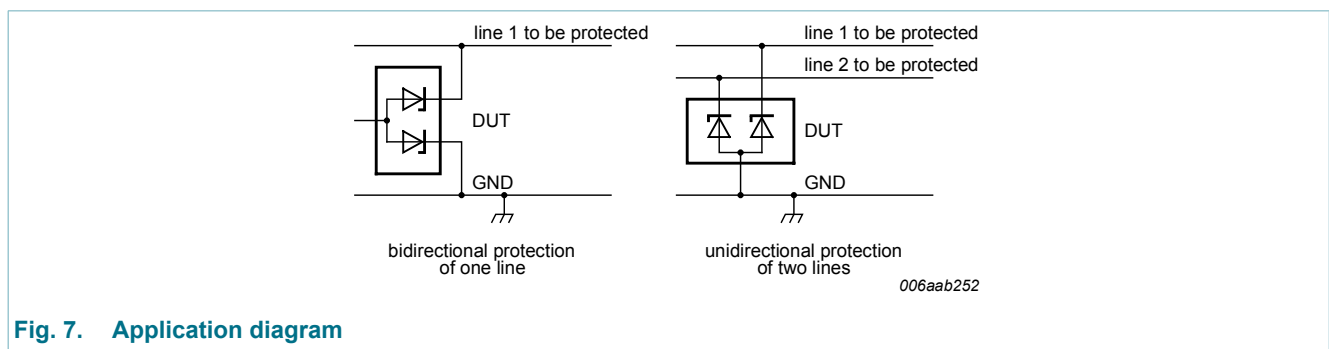 line 1 to be protected
DUT
GND
bidirectional protection
of one line
line 1 to be protected
line 2 to be protected
DUT
GND
unidirectional protection
of two lines
006aab252
Fig. 7. Application diagram